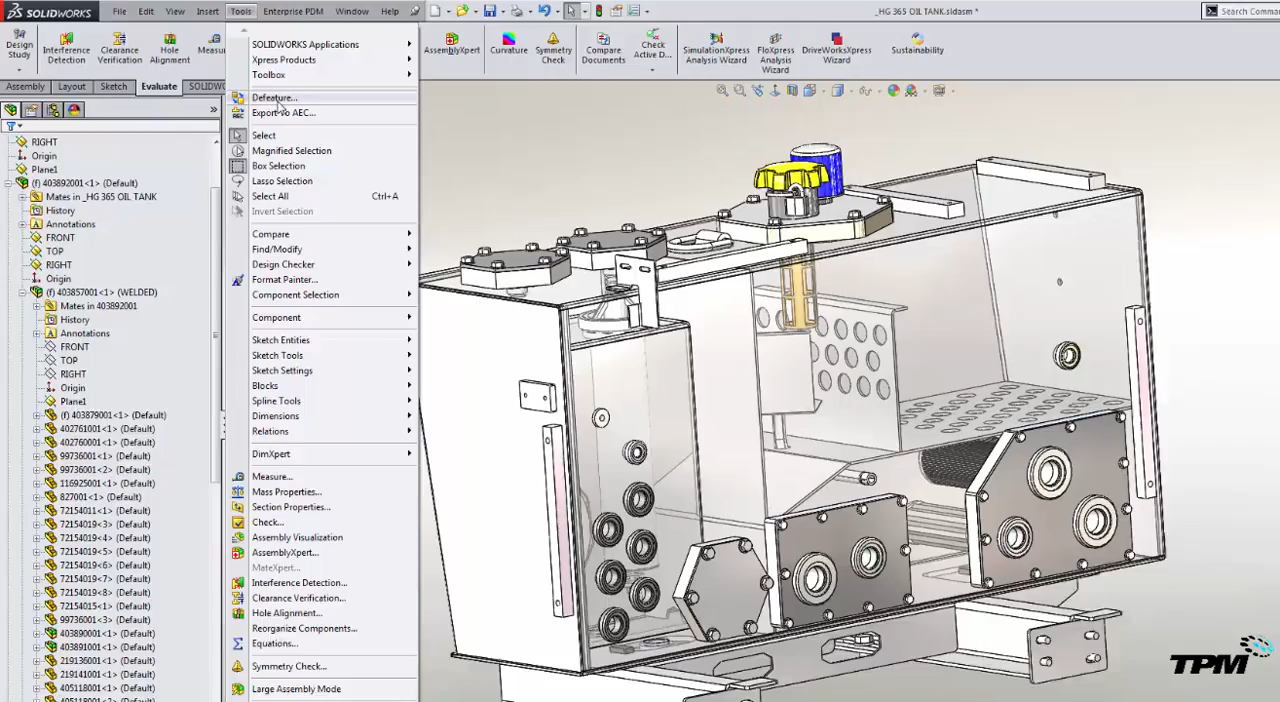 SOLIDWORKS
File Edit View Insert Tools Enterprise PDM Window Help
_HG 365 OIL TANK.sldasm *
Search Comma
Design Study
Interference Detection
Clearance Verification
Hole Alignment
Measu
AssemblyXpert
Curvature
Symmetry Check
Compare Documents
Check Active D...
SimulationXpress Analysis Wizard
FloXpress Analysis Wizard
DriveWorksXpress Wizard
Sustainability
Assembly Layout Sketch Evaluate SOLIDWO
RIGHT
Origin
Plane1
(f) 403892001<1> (Default)
Mates in _HG 365 OIL TANK
History
Annotations
FRONT
TOP
RIGHT
Origin
(f) 403857001<1> (WELDED)
Mates in 403892001
History
Annotations
FRONT
TOP
RIGHT
Origin
Plane1
(f) 403879001<1> (Default)
402761001<1> (Default)
402760001<1> (Default)
99736001<1> (Default)
99736001<2> (Default)
116925001<1> (Default)
827001<1> (Default)
72154011<1> (Default)
72154019<3> (Default)
72154019<4> (Default)
72154019<5> (Default)
72154019<6> (Default)
72154019<7> (Default)
72154019<8> (Default)
72154015<1> (Default)
99736001<3> (Default)
403890001<1> (Default)
403891001<1> (Default)
219136001<1> (Default)
219141001<1> (Default)
405118001<1> (Default)
405118001<2> (Default)
SOLIDWORKS Applications
Xpress Products
Toolbox
Defeature...
Export to AEC...
Select
Magnified Selection
Box Selection
Lasso Selection
Select All Ctrl+A
Invert Selection
Compare
Find/Modify
Design Checker
Format Painter...
Component Selection
Component
Sketch Entities
Sketch Tools
Sketch Settings
Blocks
Spline Tools
Dimensions
Relations
DimXpert
Measure...
Mass Properties...
Section Properties...
Check...
Assembly Visualization
AssemblyXpert...
MateXpert...
Interference Detection...
Clearance Verification...
Hole Alignment...
Reorganize Components...
Equations...
Symmetry Check...
Large Assembly Mode
TPM